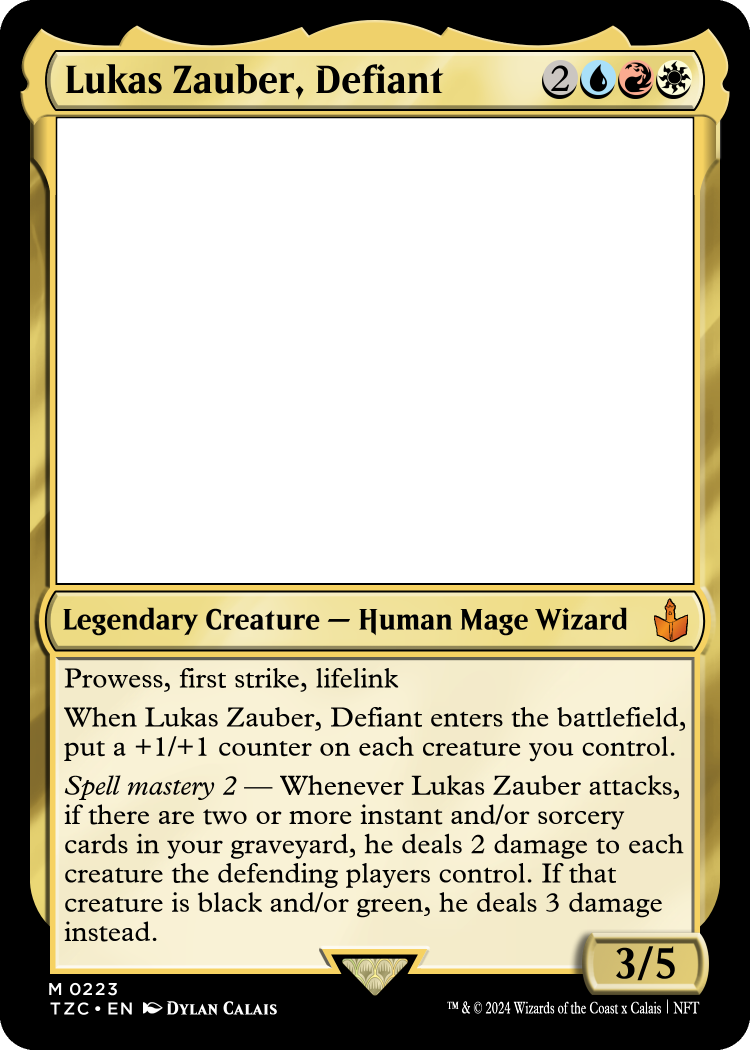 Lukas Zauber, Defiant 2
Legendary Creature — Human Mage Wizard
Prowess, first strike, lifelink
When Lukas Zauber, Defiant enters the battlefield,
put a +1/+1 counter on each creature you control.
Spell mastery 2 — Whenever Lukas Zauber attacks,
if there are two or more instant and/or sorcery
cards in your graveyard, he deals 2 damage to each
creature the defending players control. If that
creature is black and/or green, he deals 3 damage
instead.
3/5
M 0223
TZC • EN Dylan Calais
™ & © 2024 Wizards of the Coast x Calais | NFT